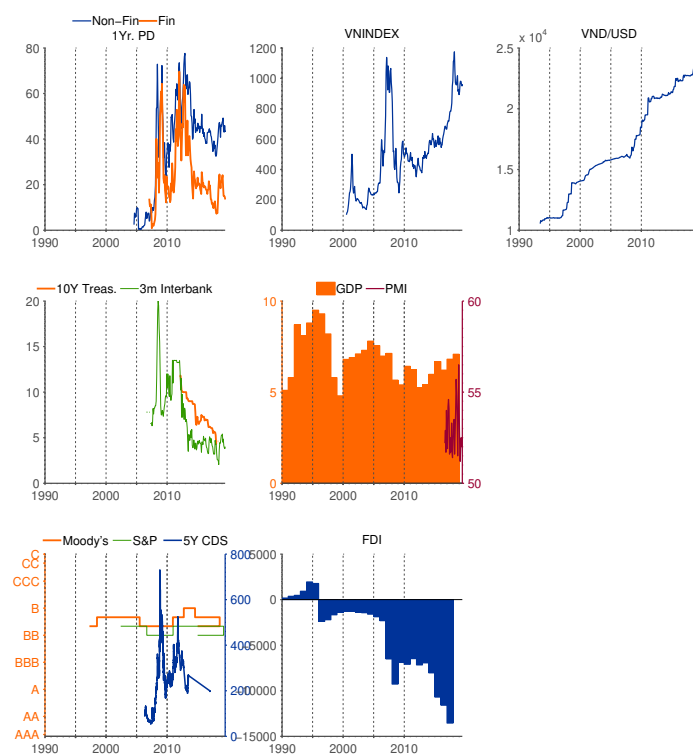 Non−Fin Fin
1Yr. PD
80
60
40
20
0
1990 2000 2010
VNINDEX
1200
1000
800
600
400
200
0
1990 2000 2010
VND/USD
x 10^4
2.5
1.5
1
1990 2000 2010
10Y Treas. 3m Interbank
20
15
10
5
0
1990 2000 2010
GDP PMI
10
5
0
60
55
50
1990 2000 2010
Moody's S&P 5Y CDS
C
CC
CCC
B
BB
BBB
A
AA
AAA
800
600
400
200
0
1990 2000 2010
FDI
5000
0
−5000
−10000
−15000
1990 2000 2010